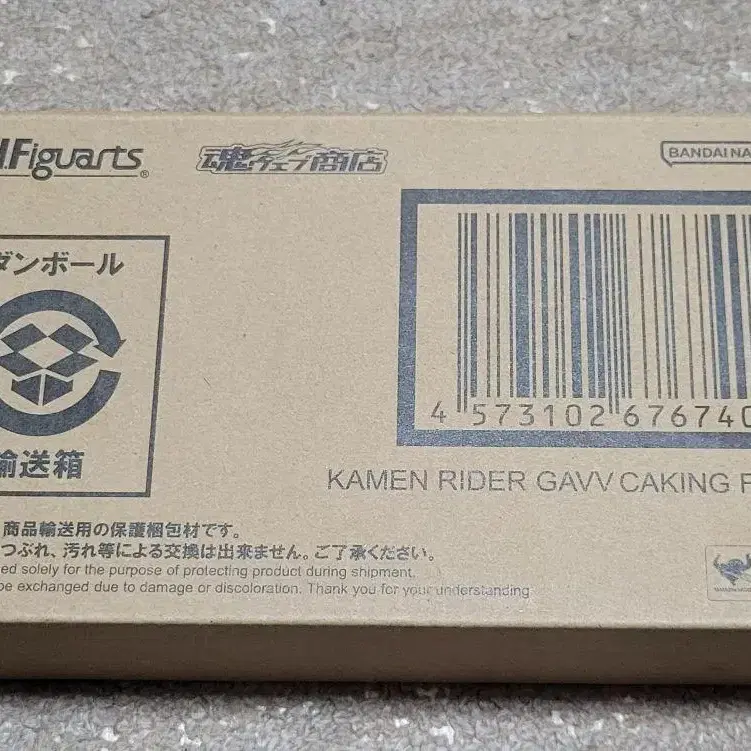 Figuarts®
魂ウェブ商店
BANDAI NA
ダンボール
輸送箱
4 573102 676740
KAMEN RIDER GAVV CAKING F
商品輸送用の保護梱包材です。
つぶれ、汚れ等による交換は出来ません。ご了承ください。
ed solely for the purpose of protecting product during shipment.
be exchanged due to damage or discoloration. Thank you for your understanding.